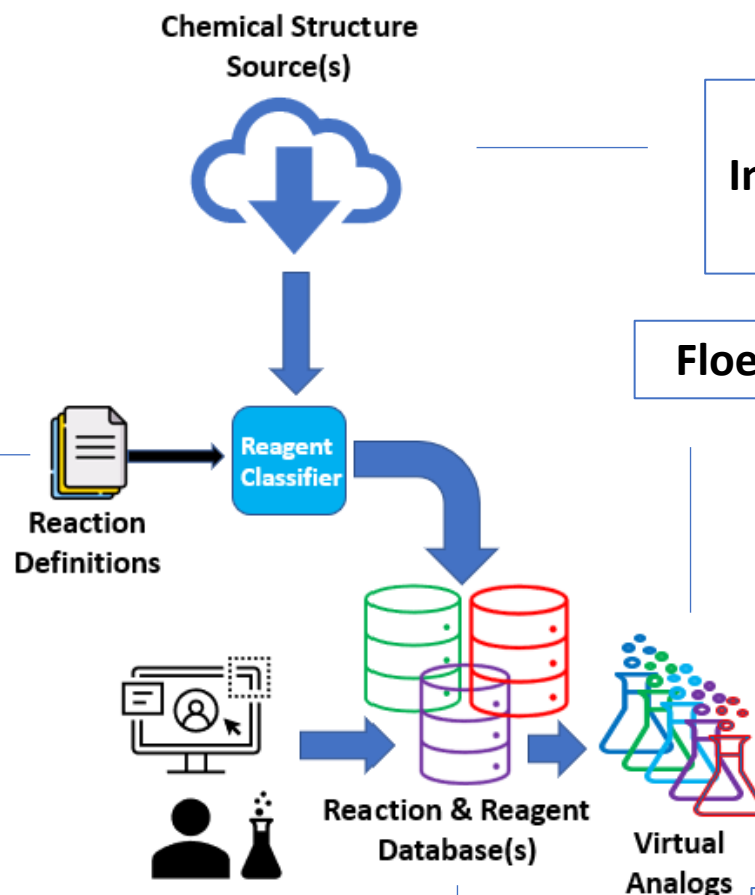 Chemical Structure
Source(s)
Reagent
Classifier
Reaction
Definitions
Reaction & Reagent
Database(s)
Virtual
Analogs